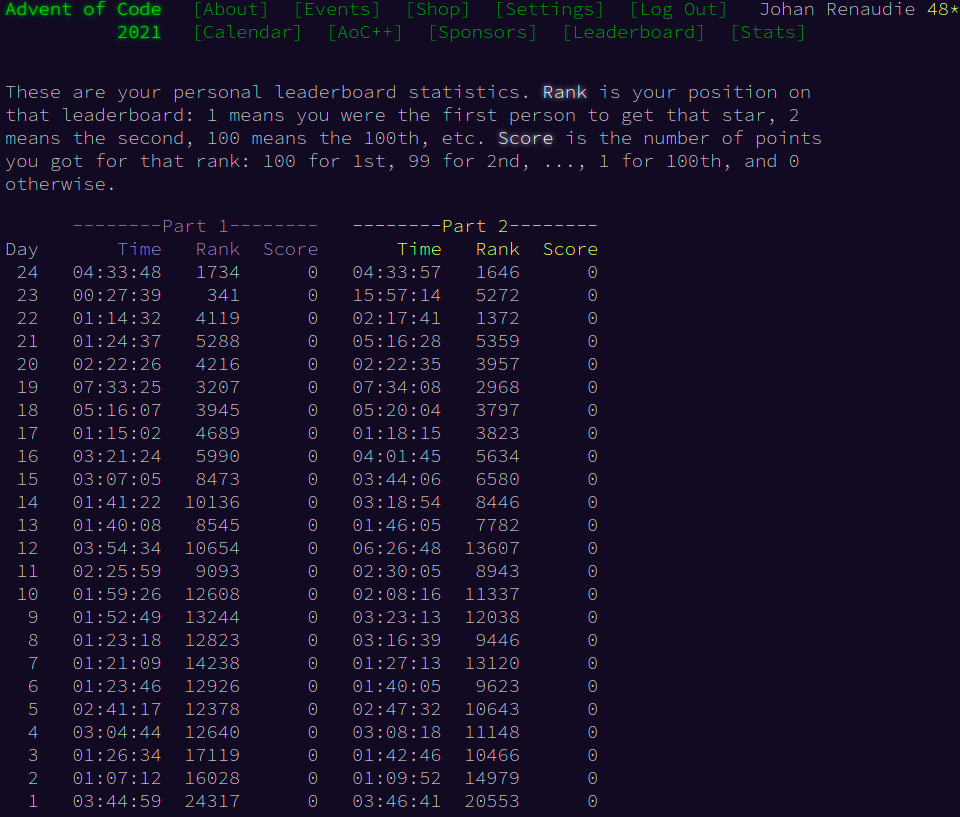 Advent of Code [About] [Events] [Shop] [Settings] [Log Out] Johan Renaudie 48*
2021 [Calendar] [AoC++] [Sponsors] [Leaderboard] [Stats]
These are your personal leaderboard statistics. Rank is your position on
that leaderboard: 1 means you were the first person to get that star, 2
means the second, 100 means the 100th, etc. Score is the number of points
you got for that rank: 100 for 1st, 99 for 2nd, ..., 1 for 100th, and 0
otherwise.
--------Part 1-------- --------Part 2--------
Day Time Rank Score Time Rank Score
24 04:33:48 1734 0 04:33:57 1646 0
23 00:27:39 341 0 15:57:14 5272 0
22 01:14:32 4119 0 02:17:41 1372 0
21 01:24:37 5288 0 05:16:28 5359 0
20 02:22:26 4216 0 02:22:35 3957 0
19 07:33:25 3207 0 07:34:08 2968 0
18 05:16:07 3945 0 05:20:04 3797 0
17 01:15:02 4689 0 01:18:15 3823 0
16 03:21:24 5990 0 04:01:45 5634 0
15 03:07:05 8473 0 03:44:06 6580 0
14 01:41:22 10136 0 03:18:54 8446 0
13 01:40:08 8545 0 01:46:05 7782 0
12 03:54:34 10654 0 06:26:48 13607 0
11 02:25:59 9093 0 02:30:05 8943 0
10 01:59:26 12608 0 02:08:16 11337 0
9 01:52:49 13244 0 03:23:13 12038 0
8 01:23:18 12823 0 03:16:39 9446 0
7 01:21:09 14238 0 01:27:13 13120 0
6 01:23:46 12926 0 01:40:05 9623 0
5 02:41:17 12378 0 02:47:32 10643 0
4 03:04:44 12640 0 03:08:18 11148 0
3 01:26:34 17119 0 01:42:46 10466 0
2 01:07:12 16028 0 01:09:52 14979 0
1 03:44:59 24317 0 03:46:41 20553 0